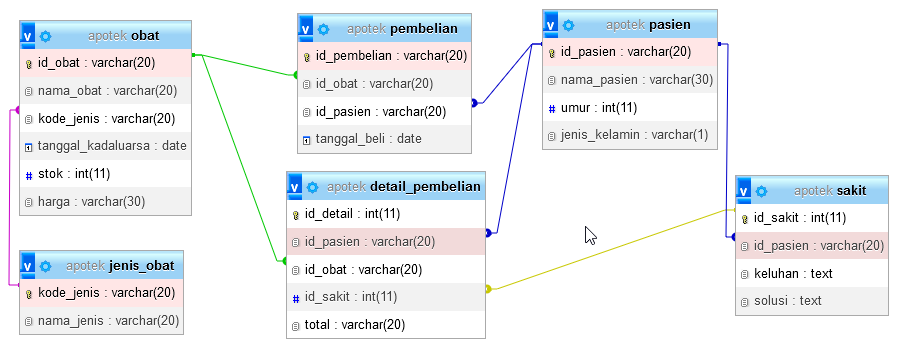 apotek obat
id_obat : varchar(20)
nama_obat : varchar(20)
kode_jenis : varchar(20)
tanggal_kadaluarsa : date
# stok : int(11)
harga : varchar(30)
apotek jenis_obat
kode_jenis : varchar(20)
nama_jenis : varchar(20)
apotek pembelian
id_pembelian : varchar(20)
id_obat : varchar(20)
id_pasien : varchar(20)
tanggal_beli : date
apotek detail_pembelian
id_detail : int(11)
id_pasien : varchar(20)
id_obat : varchar(20)
# id_sakit : int(11)
total : varchar(20)
apotek pasien
id_pasien : varchar(20)
nama_pasien : varchar(30)
# umur : int(11)
jenis_kelamin : varchar(1)
apotek sakit
id_sakit : int(11)
id_pasien : varchar(20)
keluhan : text
solusi : text